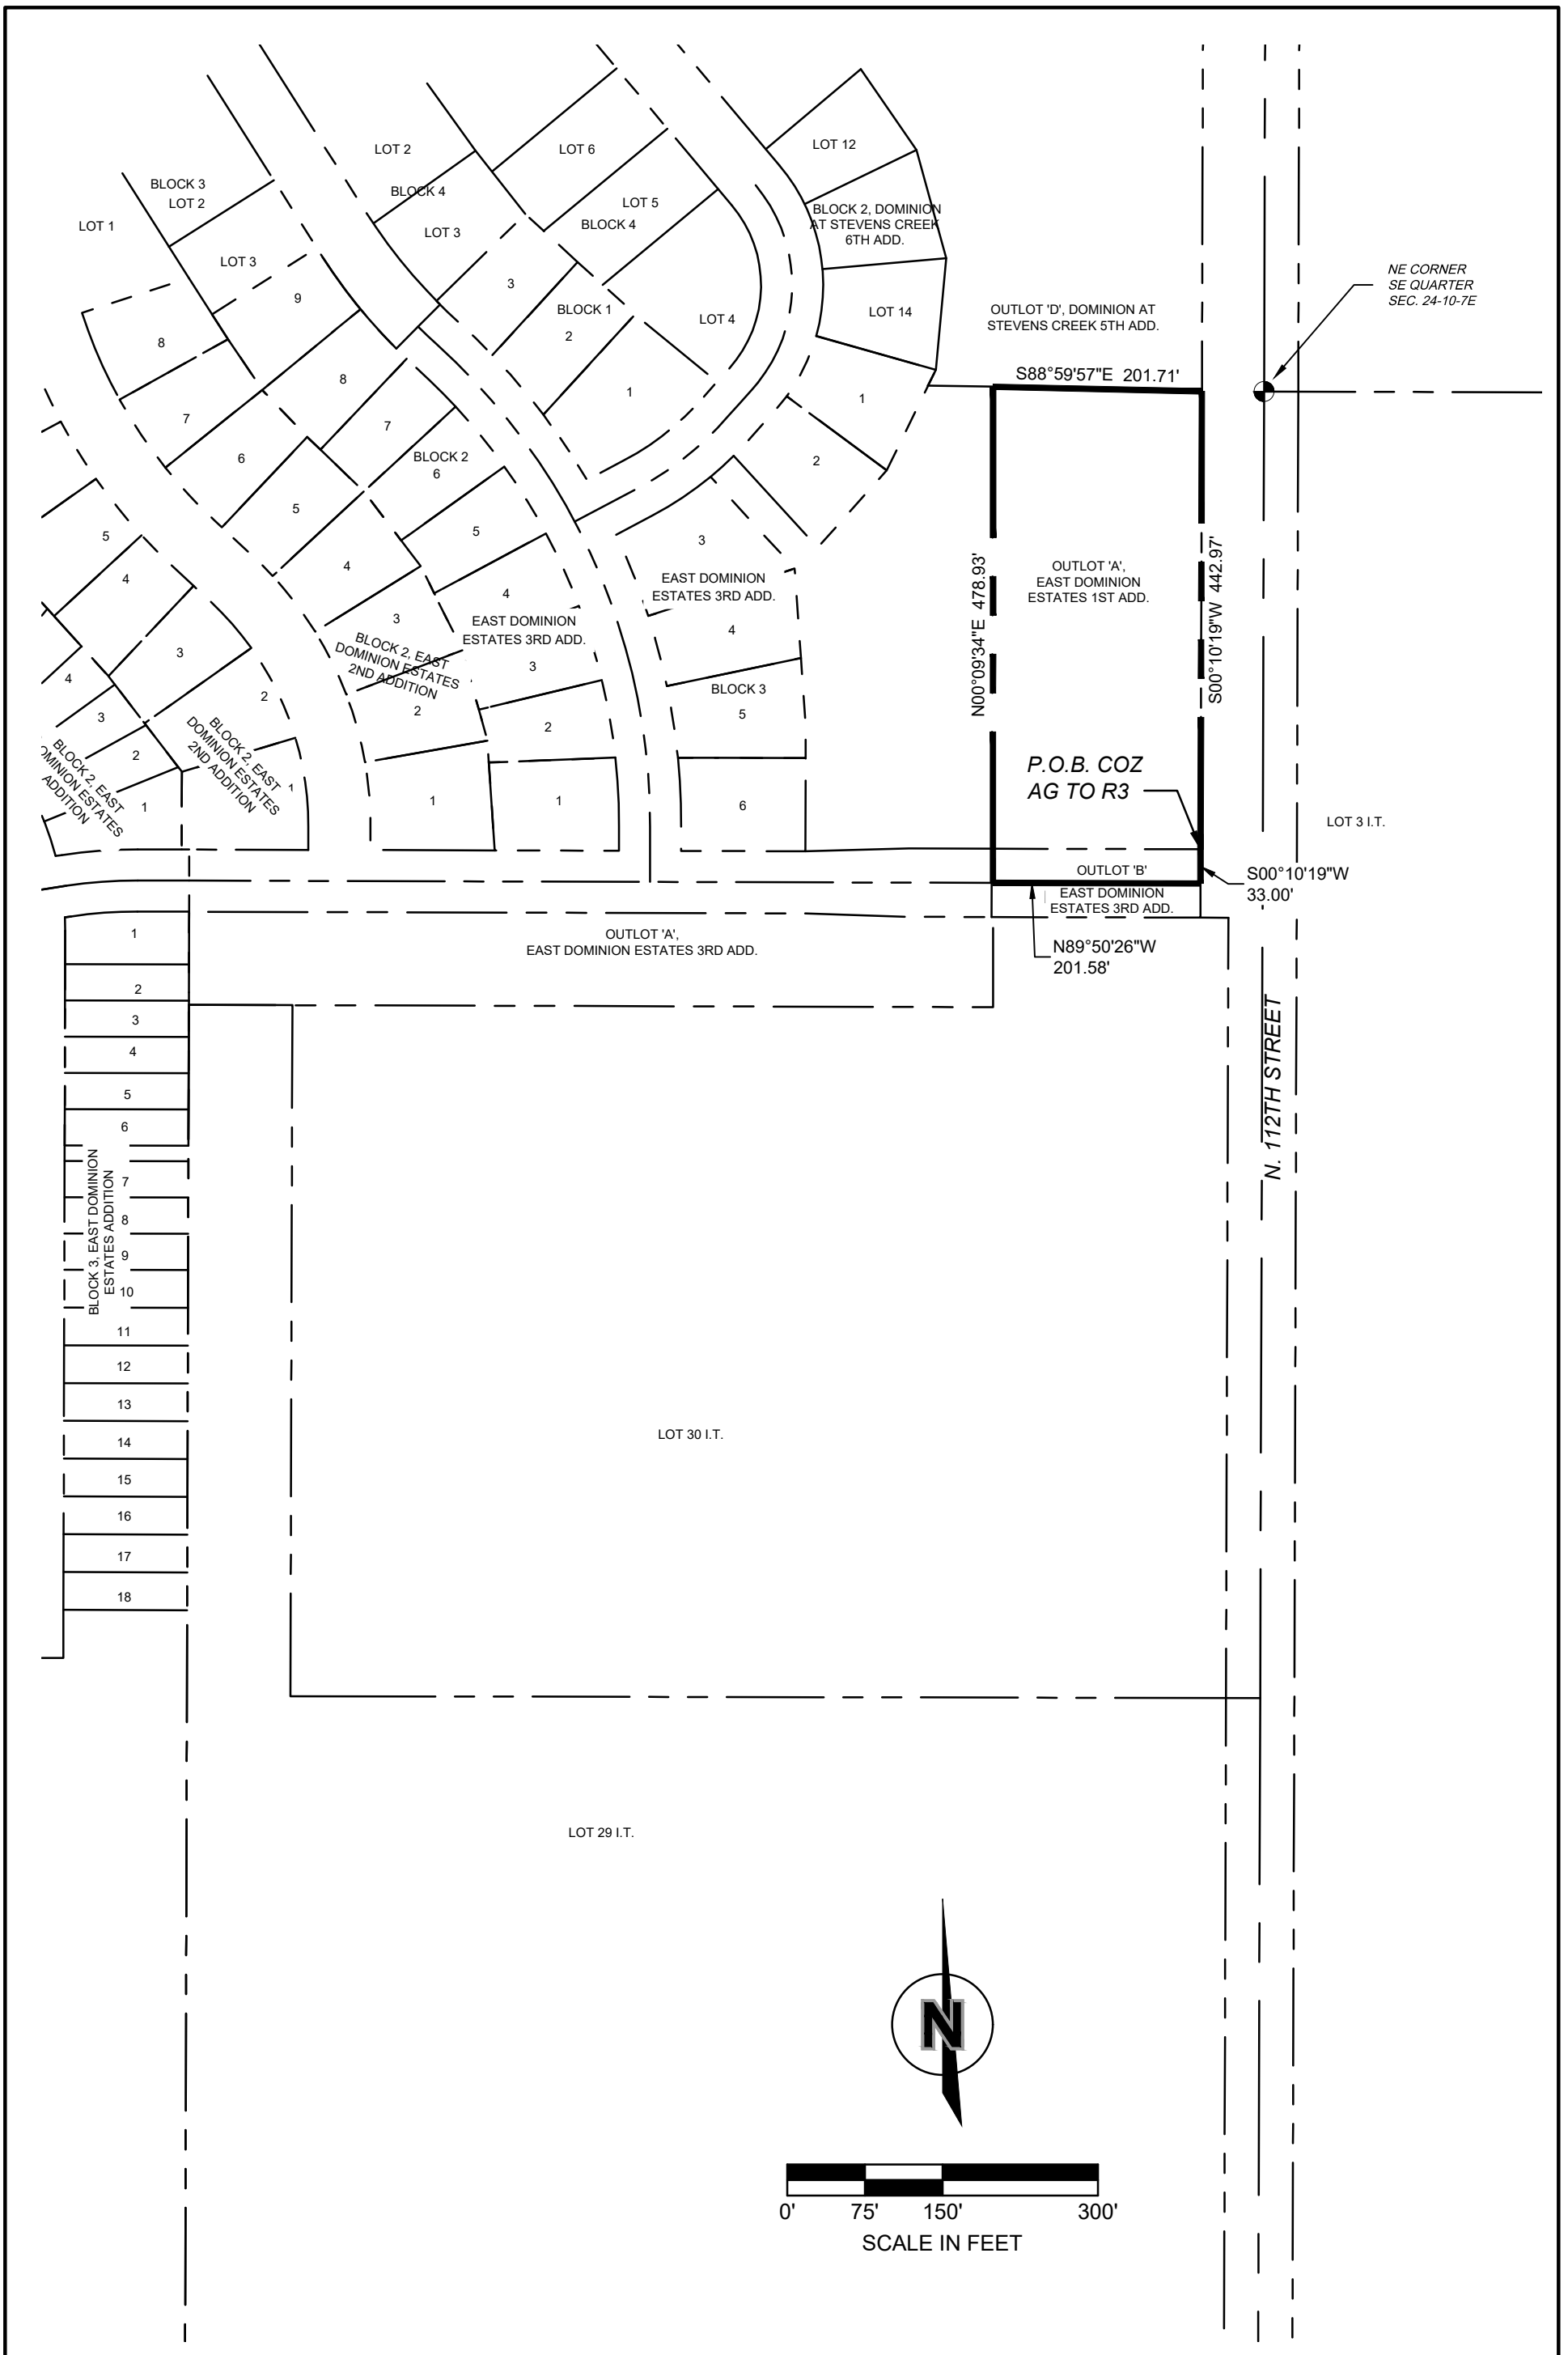 LOT 12
LOT 2
LOT 6
BLOCK 3
LOT 2
BLOCK 4
LOT 5
BLOCK 2, DOMINION
AT STEVENS CREEK
6TH ADD.
LOT 1
LOT 3
BLOCK 4
LOT 3
NE CORNER
SE QUARTER
SEC. 24-10-7E
9
3
BLOCK 1
2
LOT 4
LOT 14
OUTLOT 'D', DOMINION AT
STEVENS CREEK 5TH ADD.
8
8
1
1
S88°59'57"E 201.71'
7
7
6
BLOCK 2
6
2
5
5
5
3
4
4
4
EAST DOMINION
ESTATES 3RD ADD.
N00°09'34"E 478.93'
OUTLOT 'A',
EAST DOMINION
ESTATES 1ST ADD.
S00°10'19"W 442.97'
3
EAST DOMINION
ESTATES 3RD ADD.
4
BLOCK 2, EAST
DOMINION ESTATES
2ND ADDITION
3
3
4
2
BLOCK 3
5
3
2
2
2
BLOCK 2, EAST
DOMINION ESTATES
2ND ADDITION
BLOCK 2, EAST
OMINION ESTATES
ADDITION
1
1
1
1
6
P.O.B. COZ
AG TO R3
LOT 3 I.T.
OUTLOT 'B'
S00°10'19"W
33.00'
EAST DOMINION
ESTATES 3RD ADD.
OUTLOT 'A',
EAST DOMINION ESTATES 3RD ADD.
N89°50'26"W
201.58'
1
2
3
4
5
6
7
8
9
10
11
12
13
14
15
16
17
18
BLOCK 3, EAST DOMINION
ESTATES ADDITION
N. 112TH STREET
LOT 30 I.T.
LOT 29 I.T.
N
0' 75' 150' 300'
SCALE IN FEET